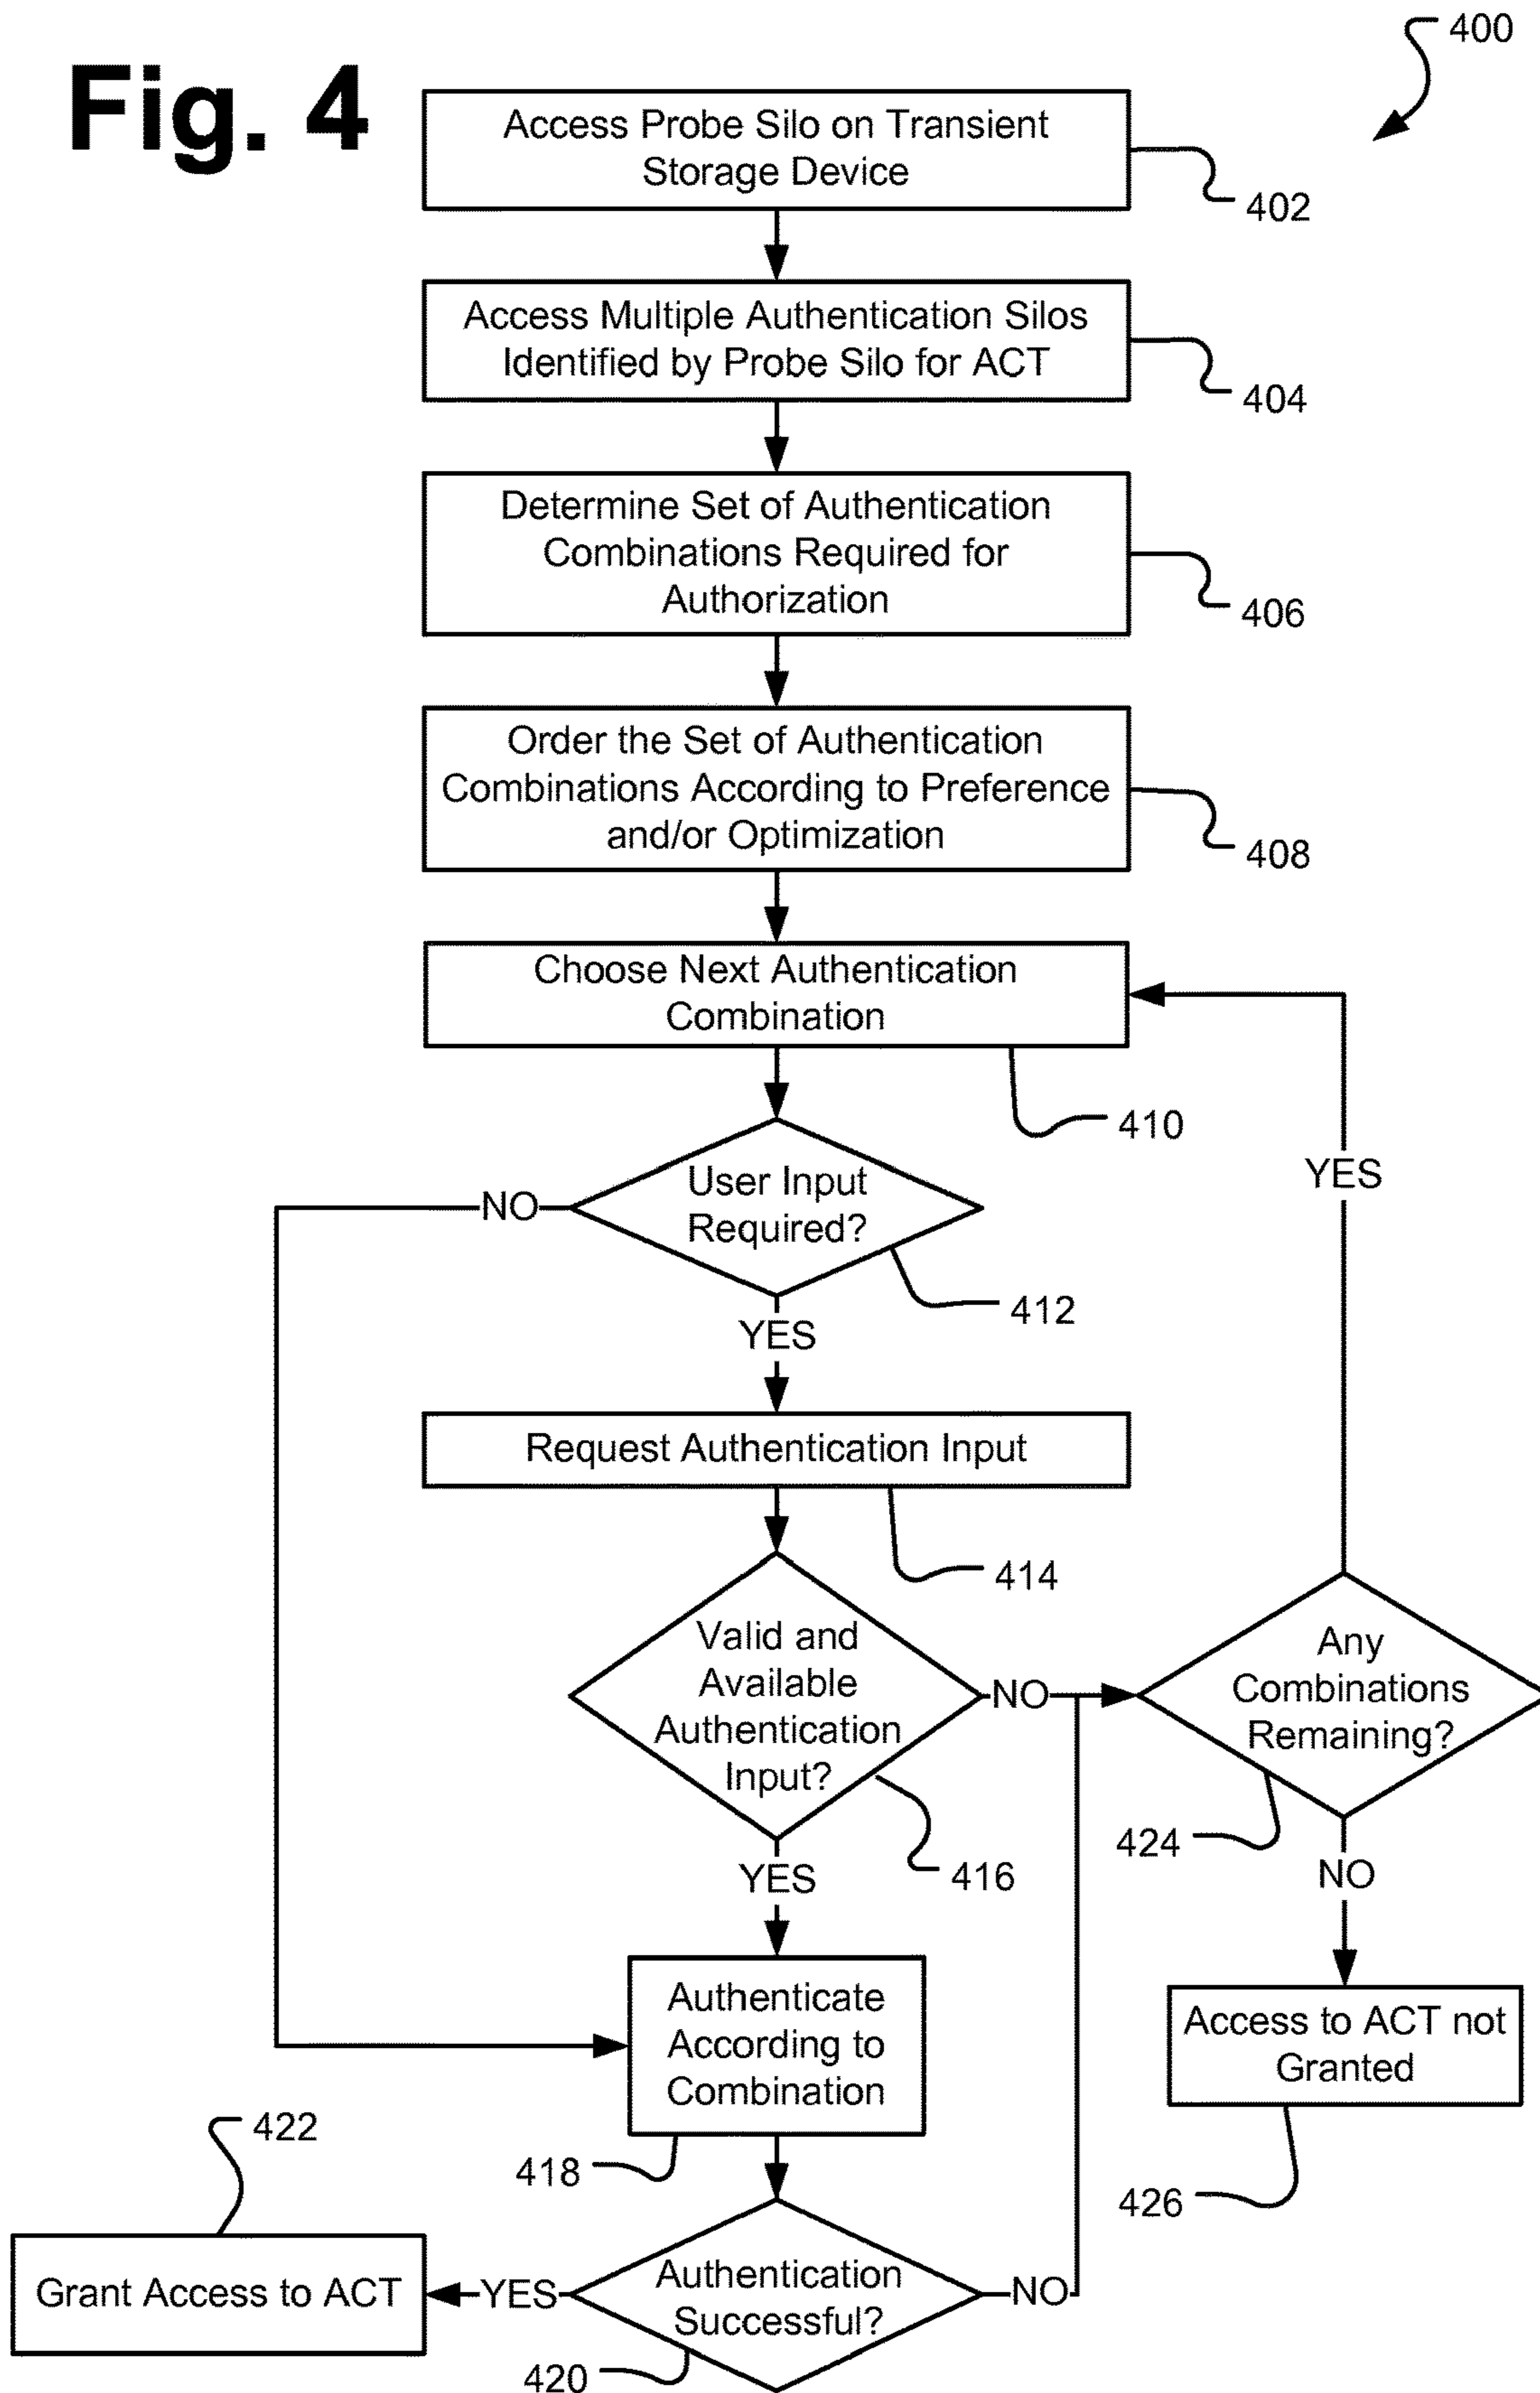 Fig. 4
400
Access Probe Silo on Transient
Storage Device
402
Access Multiple Authentication Silos
Identified by Probe Silo for ACT
404
Determine Set of Authentication
Combinations Required for
Authorization
406
Order the Set of Authentication
Combinations According to Preference
and/or Optimization
408
Choose Next Authentication
Combination
410
User Input
Required?
412
NO
YES
YES
Request Authentication Input
414
Valid and
Available
Authentication
Input?
416
NO
YES
Any
Combinations
Remaining?
424
NO
Access to ACT not
Granted
426
Authenticate
According to
Combination
418
Authentication
Successful?
420
NO
YES
Grant Access to ACT
422